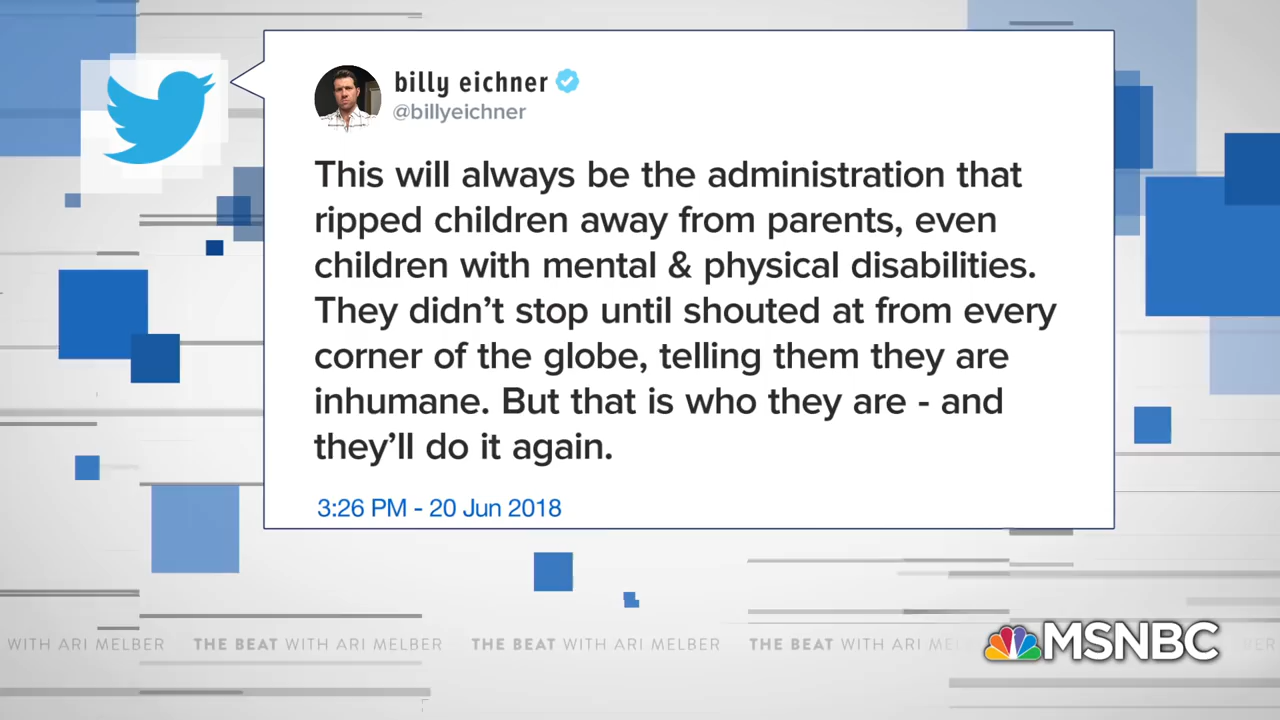 billy eichner
@billyeichner
This will always be the administration that
ripped children away from parents, even
children with mental & physical disabilities.
They didn’t stop until shouted at from every
corner of the globe, telling them they are
inhumane. But that is who they are - and
they’ll do it again.
3:26 PM - 20 Jun 2018
WITH ARI MELBER THE BEAT WITH ARI MELBER THE BEAT WITH ARI MELBER THE BEAT WITH ARI
MSNBC